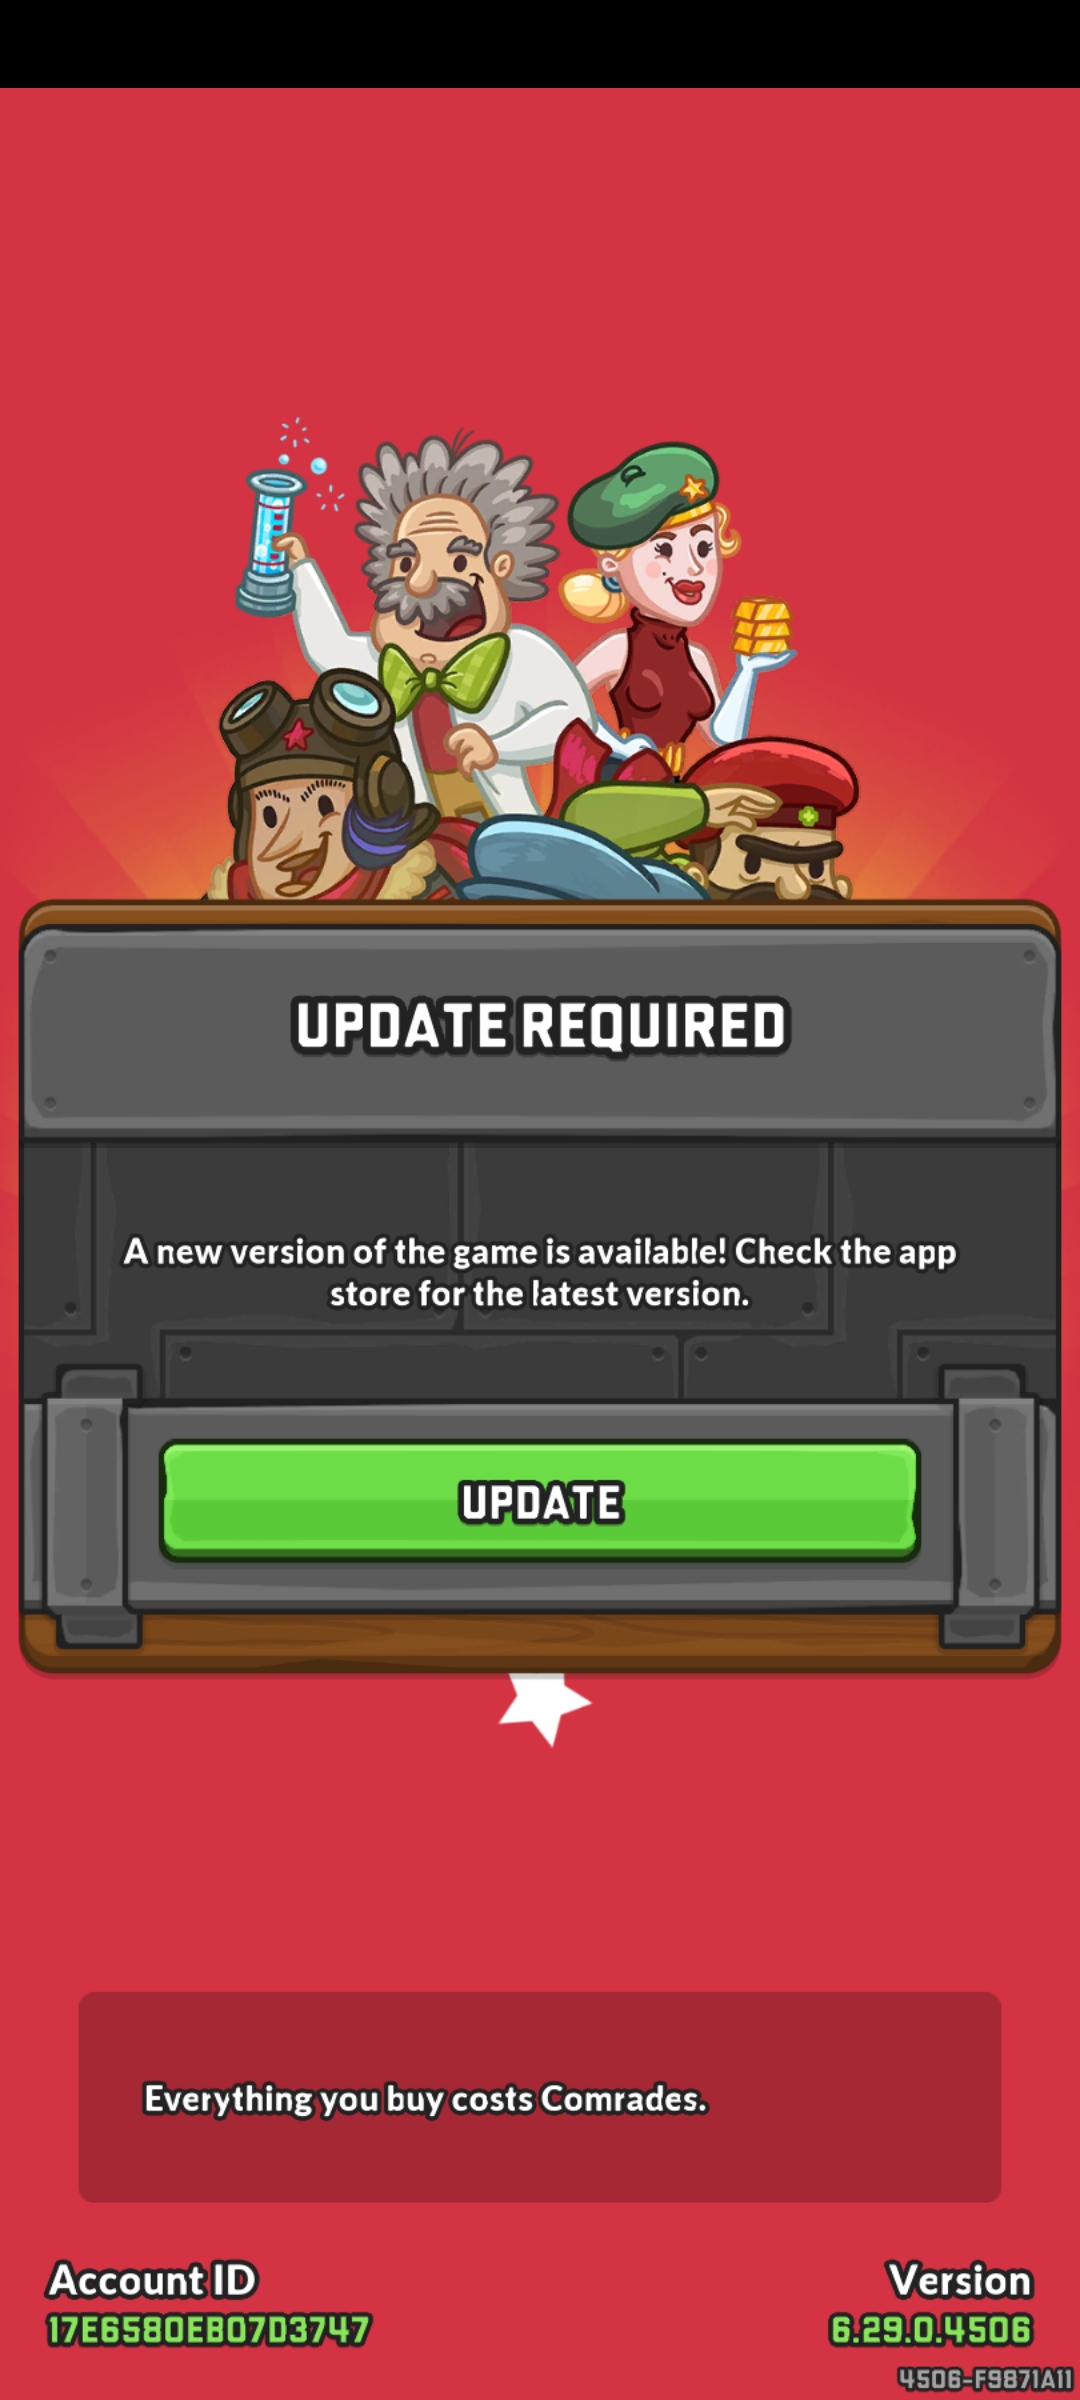 UPDATE REQUIRED
A new version of the game is available! Check the app
store for the latest version.
UPDATE
Everything you buy costs Comrades.
Account ID
17E6580EB07D3747
Version
6.29.0.4506
4506-F9871A11